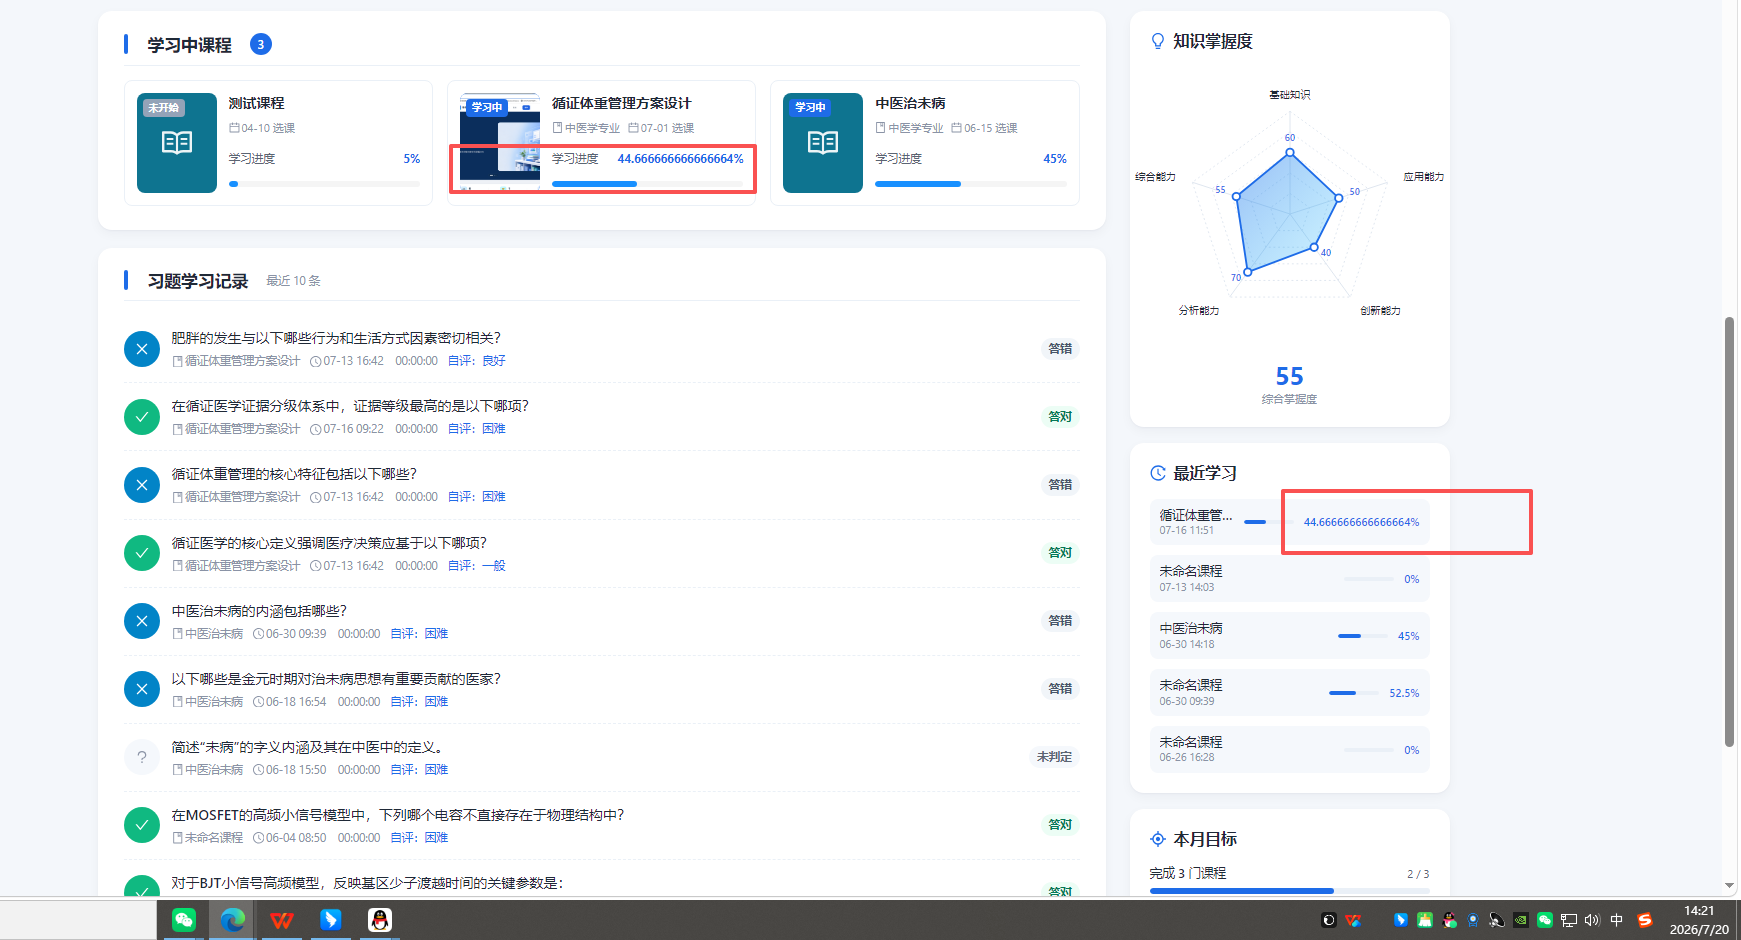 学习中课程 3
未开始
测试课程
04-10 选课
学习进度 5%
学习中
循证体重管理方案设计
中医学专业 07-01 选课
学习进度 44.666666666666664%
学习中
中医治未病
中医学专业 06-15 选课
学习进度 45%
习题学习记录 最近 10 条
肥胖的发生与以下哪些行为和生活方式因素密切相关?
循证体重管理方案设计 07-13 16:42 00:00:00 自评：良好
答错
在循证医学证据分级体系中，证据等级最高的是以下哪项?
循证体重管理方案设计 07-16 09:22 00:00:00 自评：困难
答对
循证体重管理的核心特征包括以下哪些?
循证体重管理方案设计 07-13 16:42 00:00:00 自评：困难
答错
循证医学的核心定义强调医疗决策应基于以下哪项?
循证体重管理方案设计 07-13 16:42 00:00:00 自评：一般
答对
中医治未病的内涵包括哪些?
中医治未病 06-30 09:39 00:00:00 自评：困难
答错
以下哪些是金元时期对治未病思想有重要贡献的医家?
中医治未病 06-18 16:54 00:00:00 自评：困难
答错
?
简述“未病”的字义内涵及其在中医中的定义。
中医治未病 06-18 15:50 00:00:00 自评：困难
未判定
在MOSFET的高频小信号模型中，下列哪个电容不直接存在于物理结构中?
未命名课程 06-04 08:50 00:00:00 自评：困难
答对
对于BJT小信号高频模型，反映基区少子渡越时间的关键参数是：
答对
知识掌握度
基础知识
60
综合能力
55
50
应用能力
40
70
分析能力
创新能力
55
综合掌握度
最近学习
循证体重管...
07-16 11:51
44.666666666666664%
未命名课程
07-13 14:03
0%
中医治未病
06-30 14:18
45%
未命名课程
06-30 09:39
52.5%
未命名课程
06-26 16:28
0%
本月目标
完成 3 门课程 2 / 3
中
14:21
2026/7/20